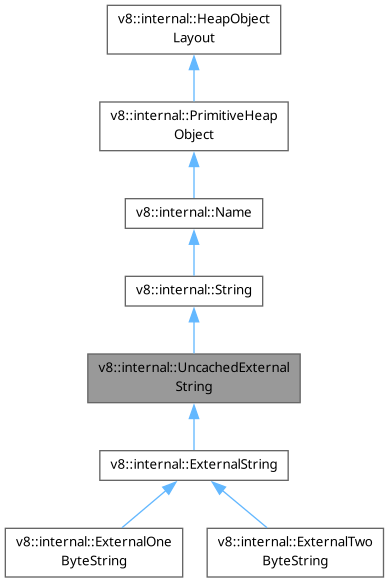 v8::internal::HeapObject
Layout
v8::internal::PrimitiveHeap
Object
v8::internal::Name
v8::internal::String
v8::internal::UncachedExternal
String
v8::internal::ExternalString
v8::internal::ExternalOne
ByteString
v8::internal::ExternalTwo
ByteString